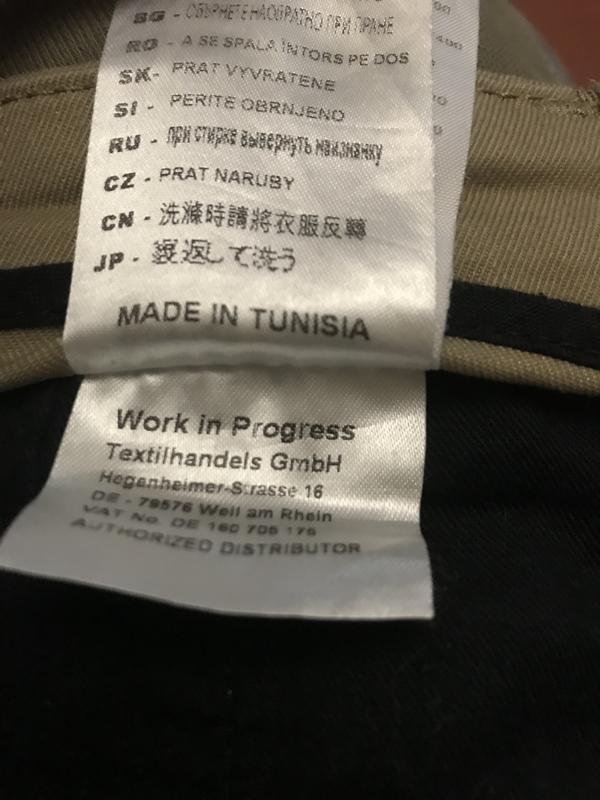 BG - ОБЪРНЕТЕ НАОБРАТНО ПРИ ПРАНЕ
RO - A SE SPALA ÎNTORS PE DOS
SK- PRAT VYVRATENE
SI - PERITE OBRNJENO
RU - при стирке вывернуть наизнанку
CZ - PRAT NARUBY
CN - 洗滌時請將衣服反轉
JP - 裏返して洗う
MADE IN TUNISIA
Work in Progress
Textilhandels GmbH
Hegenheimer-Strasse 16
DE - 79576 Weil am Rhein
VAT No. DE 160 705 175
AUTHORIZED DISTRIBUTOR